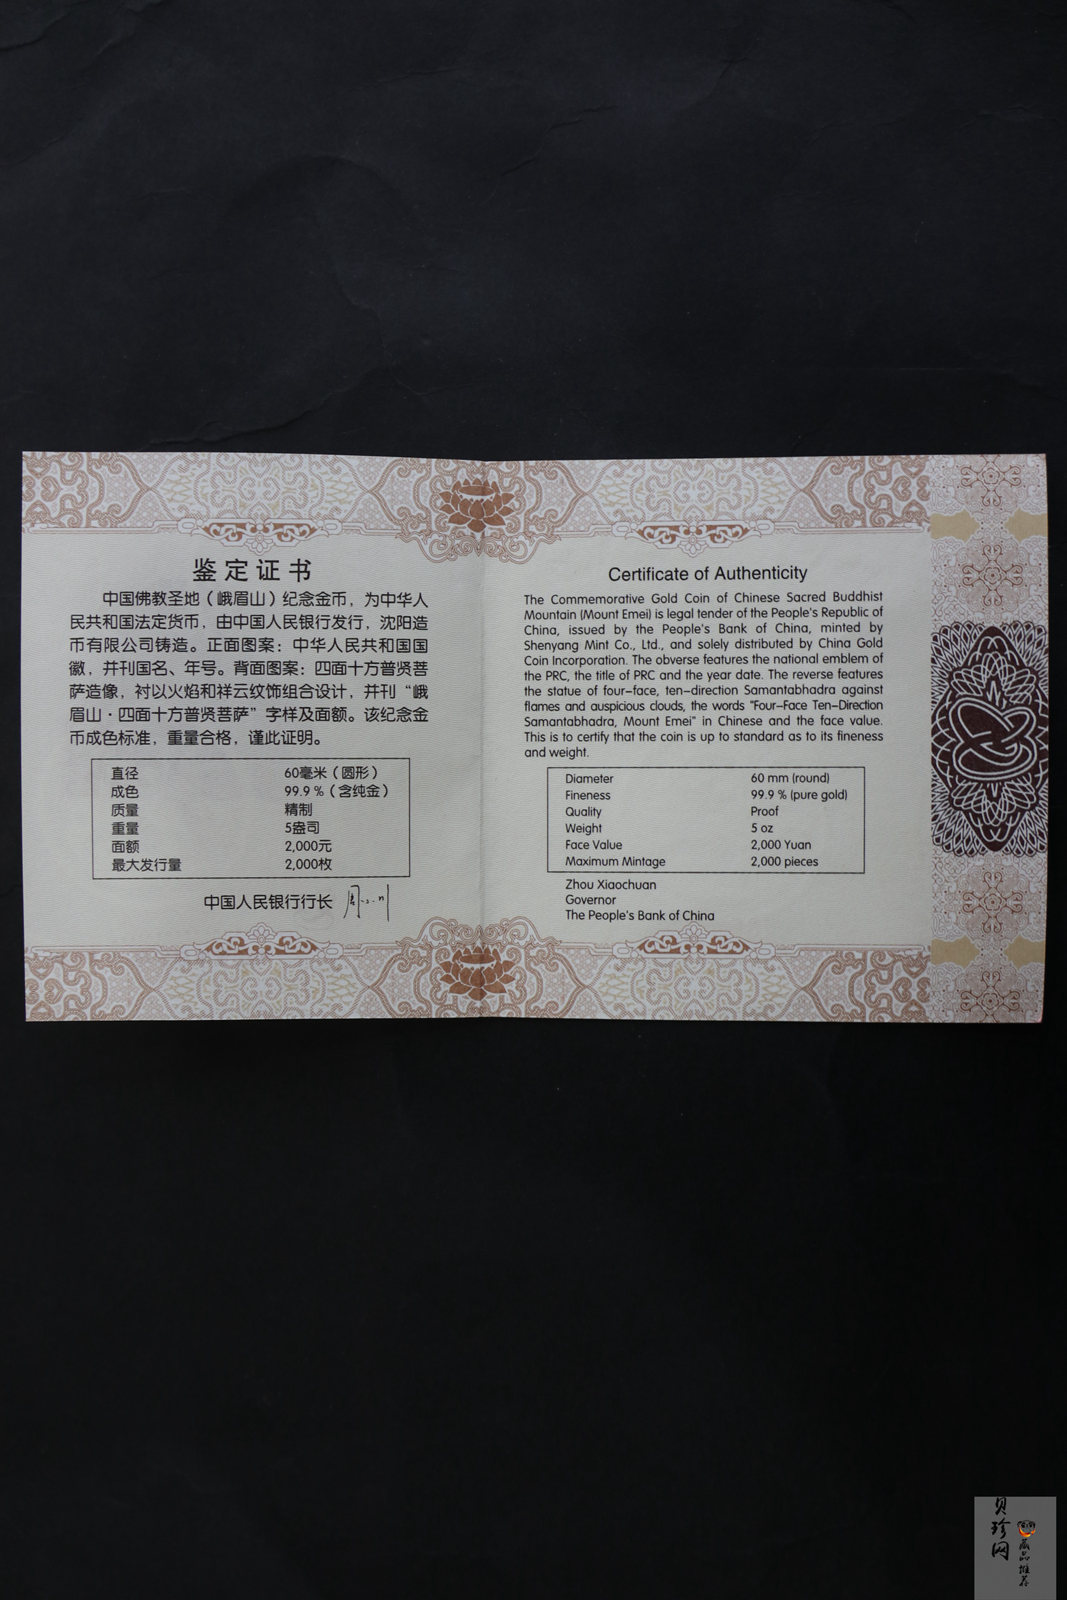 鉴定证书
中国佛教圣地（峨眉山）纪念金币，为中华人
民共和国法定货币，由中国人民银行发行，沈阳造
币有限公司铸造。正面图案：中华人民共和国国
徽，并刊国名、年号。背面图案：四面十方普贤菩
萨造像，衬以火焰和祥云纹饰组合设计，并刊“峨
眉山·四面十方普贤菩萨”字样及面额。该纪念金
币成色标准，重量合格，谨此证明。
直径 60毫米（圆形）
成色 99.9 %（含纯金）
质量 精制
重量 5盎司
面额 2,000元
最大发行量 2,000枚
中国人民银行行长
Certificate of Authenticity
The Commemorative Gold Coin of Chinese Sacred Buddhist
Mountain (Mount Emei) is legal tender of the People's Republic of
China, issued by the People's Bank of China, minted by
Shenyang Mint Co., Ltd., and solely distributed by China Gold
Coin Incorporation. The obverse features the national emblem of
the PRC, the title of PRC and the year date. The reverse features
the statue of four-face, ten-direction Samantabhadra against
flames and auspicious clouds, the words "Four-Face Ten-Direction
Samantabhadra, Mount Emei" in Chinese and the face value.
This is to certify that the coin is up to standard as to its fineness
and weight.
Diameter 60 mm (round)
Fineness 99.9 % (pure gold)
Quality Proof
Weight 5 oz
Face Value 2,000 Yuan
Maximum Mintage 2,000 pieces
Zhou Xiaochuan
Governor
The People's Bank of China
贝珍网
藏品推荐